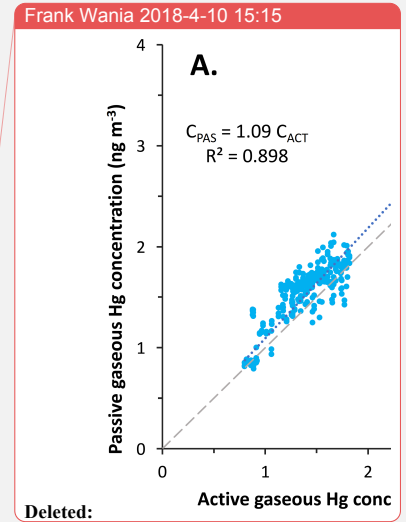 Frank Wania 2018-4-10 15:15
A.
C_PAS = 1.09 C_ACT
R² = 0.898
Passive gaseous Hg concentration (ng m⁻³)
4
3
2
1
0
0 1 2
Active gaseous Hg conc
Deleted: